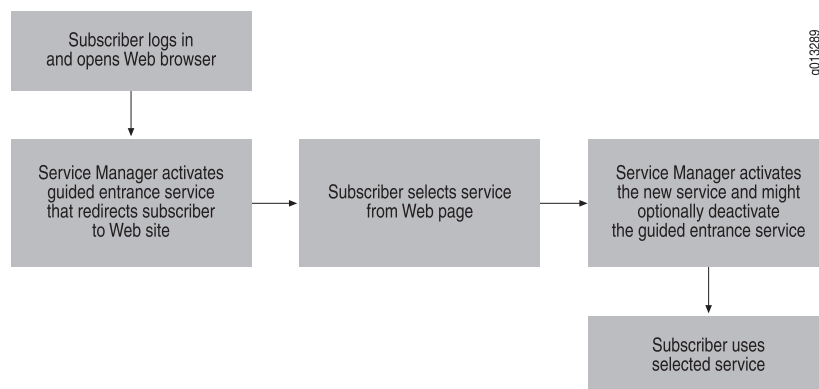 Subscriber logs in
and opens Web browser
g013289
Service Manager activates
guided entrance service
that redirects subscriber
to Web site
Subscriber selects service
from Web page
Service Manager activates
the new service and might
optionally deactivate
the guided entrance service
Subscriber uses
selected service